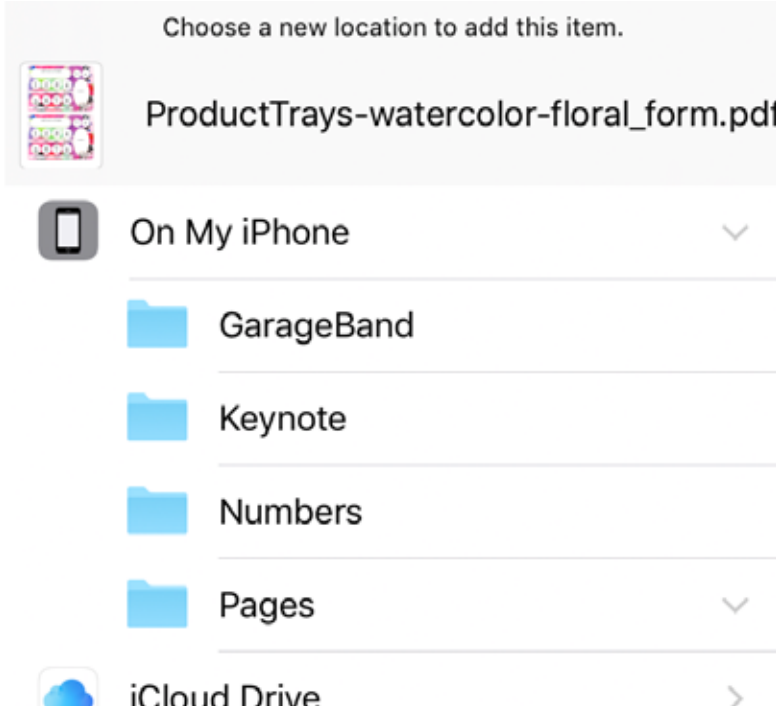 Choose a new location to add this item.
ProductTrays-watercolor-floral_form.pdf
On My iPhone
GarageBand
Keynote
Numbers
Pages
iCloud Drive